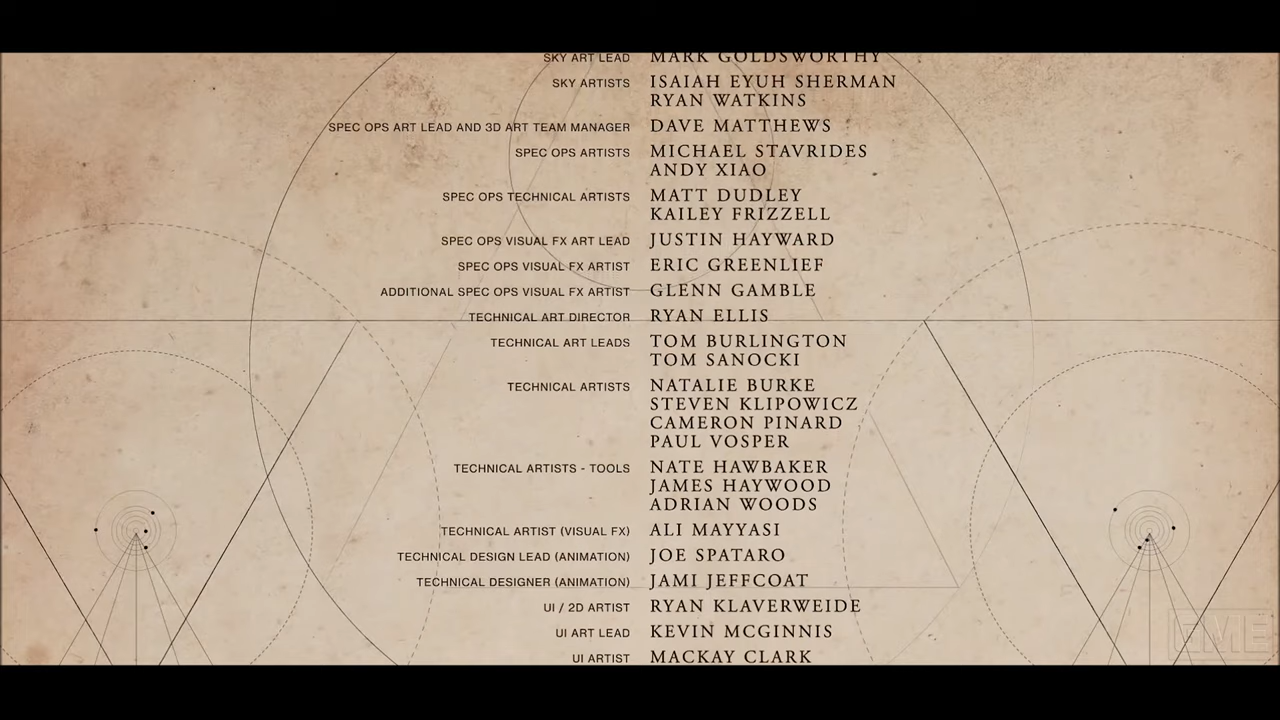 SKY ART LEAD MARK GOLDSWORTHY
SKY ARTISTS ISAIAH EYUH SHERMAN
RYAN WATKINS
SPEC OPS ART LEAD AND 3D ART TEAM MANAGER DAVE MATTHEWS
SPEC OPS ARTISTS MICHAEL STAVRIDES
ANDY XIAO
SPEC OPS TECHNICAL ARTISTS MATT DUDLEY
KAILEY FRIZZELL
SPEC OPS VISUAL FX ART LEAD JUSTIN HAYWARD
SPEC OPS VISUAL FX ARTIST ERIC GREENLIEF
ADDITIONAL SPEC OPS VISUAL FX ARTIST GLENN GAMBLE
TECHNICAL ART DIRECTOR RYAN ELLIS
TECHNICAL ART LEADS TOM BURLINGTON
TOM SANOCKI
TECHNICAL ARTISTS NATALIE BURKE
STEVEN KLIPOWICZ
CAMERON PINARD
PAUL VOSPER
TECHNICAL ARTISTS - TOOLS NATE HAWBAKER
JAMES HAYWOOD
ADRIAN WOODS
TECHNICAL ARTIST (VISUAL FX) ALI MAYYASI
TECHNICAL DESIGN LEAD (ANIMATION) JOE SPATARO
TECHNICAL DESIGNER (ANIMATION) JAMI JEFFCOAT
UI / 2D ARTIST RYAN KLAVERWEIDE
UI ART LEAD KEVIN MCGINNIS
UI ARTIST MACKAY CLARK